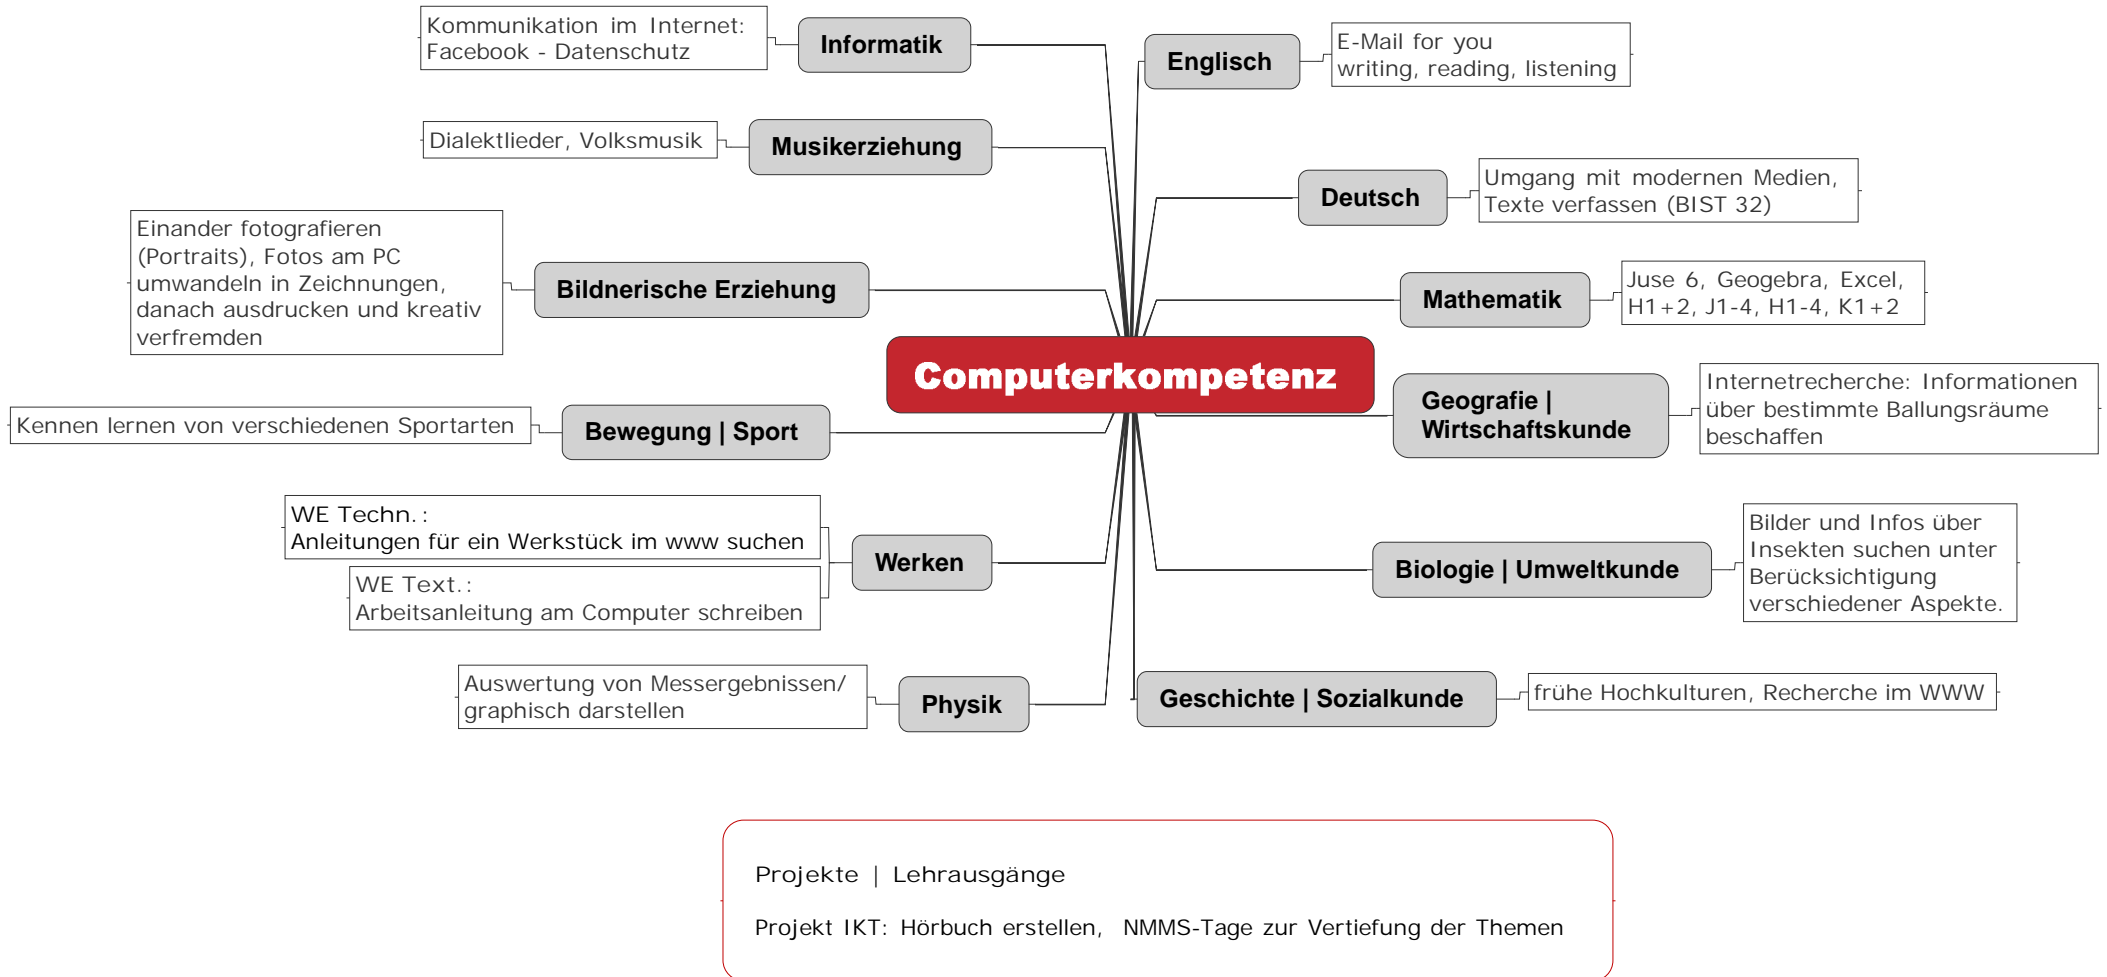 Kommunikation im Internet:
Facebook - Datenschutz
Informatik
Englisch
E-Mail for you
writing, reading, listening
Dialektlieder, Volksmusik
Musikerziehung
Deutsch
Umgang mit modernen Medien,
Texte verfassen (BIST 32)
Einander fotografieren
(Portraits), Fotos am PC
umwandeln in Zeichnungen,
danach ausdrucken und kreativ
verfremden
Bildnerische Erziehung
Mathematik
Juse 6, Geogebra, Excel,
H1+2, J1-4, H1-4, K1+2
Computerkompetenz
Kennen lernen von verschiedenen Sportarten
Bewegung | Sport
Geografie |
Wirtschaftskunde
Internetrecherche: Informationen
über bestimmte Ballungsräume
beschaffen
WE Techn.:
Anleitungen für ein Werkstück im www suchen
WE Text.:
Arbeitsanleitung am Computer schreiben
Werken
Biologie | Umweltkunde
Bilder und Infos über
Insekten suchen unter
Berücksichtigung
verschiedener Aspekte.
Auswertung von Messergebnissen/
graphisch darstellen
Physik
Geschichte | Sozialkunde
frühe Hochkulturen, Recherche im WWW
Projekte | Lehrausgänge
Projekt IKT: Hörbuch erstellen, NMMS-Tage zur Vertiefung der Themen